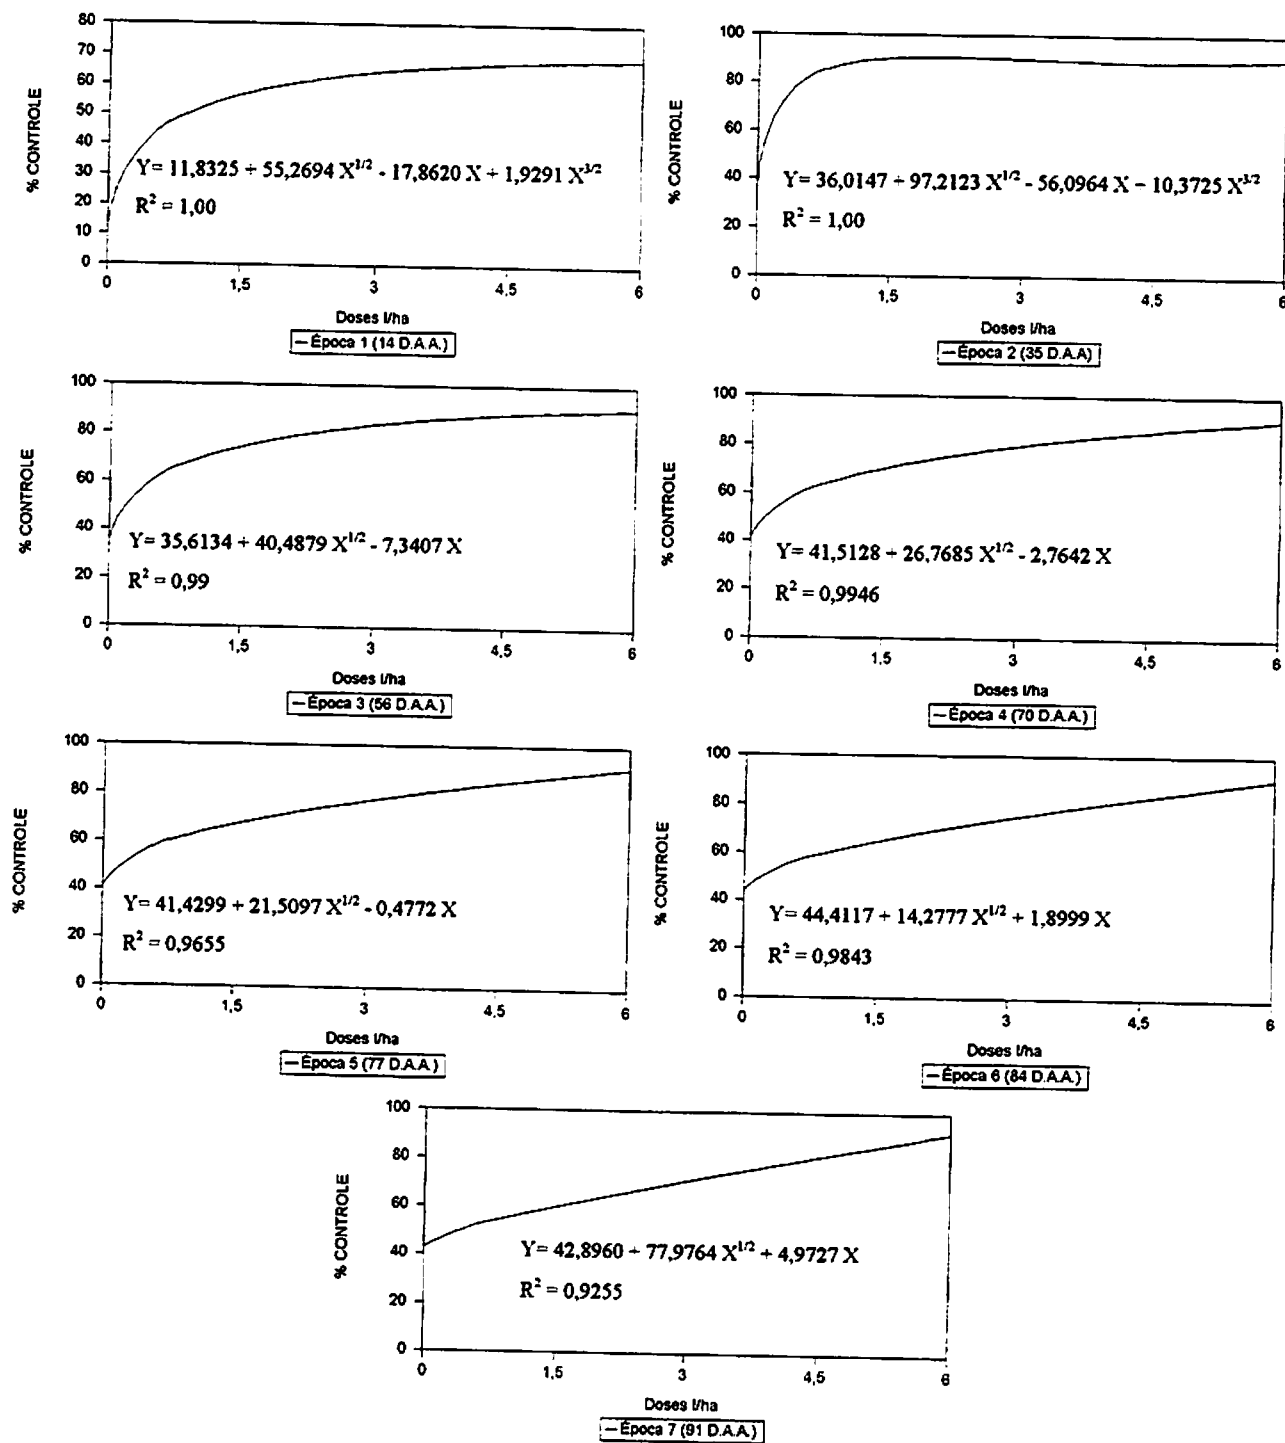 80
70
60
50
40
30
20
10
0
% CONTROLE
Y= 11,8325 + 55,2694 X^1/2 - 17,8620 X + 1,9291 X^3/2
R² = 1,00
0 1,5 3 4,5 6
Doses l/ha
Época 1 (14 D.A.A.)
100
80
60
40
20
0
% CONTROLE
Y= 36,0147 + 97,2123 X^1/2 - 56,0964 X - 10,3725 X^3/2
R² = 1,00
0 1,5 3 4,5 6
Doses l/ha
Época 2 (35 D.A.A)
100
80
60
40
20
0
% CONTROLE
Y= 35,6134 + 40,4879 X^1/2 - 7,3407 X
R² = 0,99
0 1,5 3 4,5 6
Doses l/ha
Época 3 (56 D.A.A.)
100
80
60
40
20
0
% CONTROLE
Y= 41,5128 + 26,7685 X^1/2 - 2,7642 X
R² = 0,9946
0 1,5 3 4,5 6
Doses l/ha
Época 4 (70 D.A.A.)
100
80
60
40
20
0
% CONTROLE
Y= 41,4299 + 21,5097 X^1/2 - 0,4772 X
R² = 0,9655
0 1,5 3 4,5 6
Doses l/ha
Época 5 (77 D.A.A.)
100
80
60
40
20
0
% CONTROLE
Y= 44,4117 + 14,2777 X^1/2 + 1,8999 X
R² = 0,9843
0 1,5 3 4,5 6
Doses l/ha
Época 6 (84 D.A.A.)
100
80
60
40
20
0
% CONTROLE
Y= 42,8960 + 77,9764 X^1/2 + 4,9727 X
R² = 0,9255
0 1,5 3 4,5 6
Doses l/ha
Época 7 (91 D.A.A.)